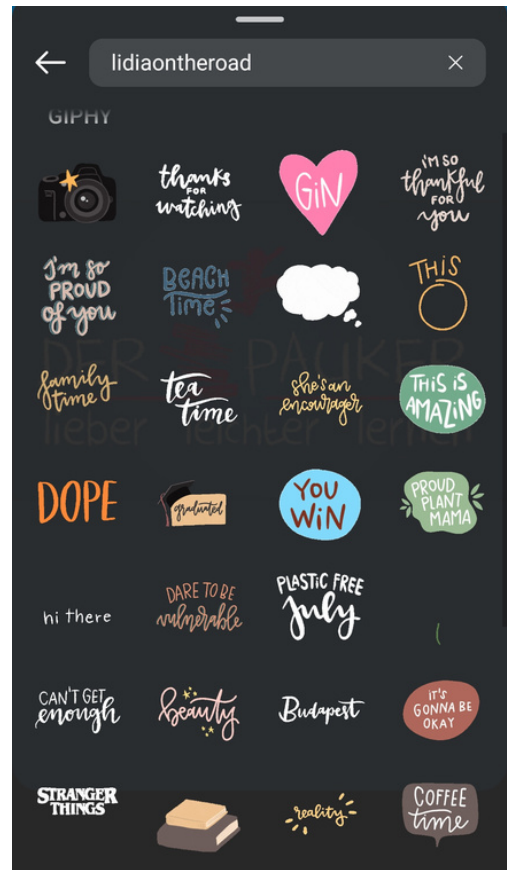 lidiaontheroad
GIPHY
thanks
FOR
watching
GiN
I'M SO
thankful
FOR
you
I'm so
PROUD
of you
BEACH
Time
THIS
DER PAUKER
lieber leichter lernen
family
time
tea
time
she's an
encourager
THIS IS
AMAZING
DOPE
graduated
YOU
WiN
PROUD
PLANT
MAMA
hi there
DARE TO BE
vulnerable
PLASTIC FREE
July
CAN'T GET
enough
Beauty
Budapest
IT'S
GONNA BE
OKAY
STRANGER
THINGS
reality
COFFEE
time